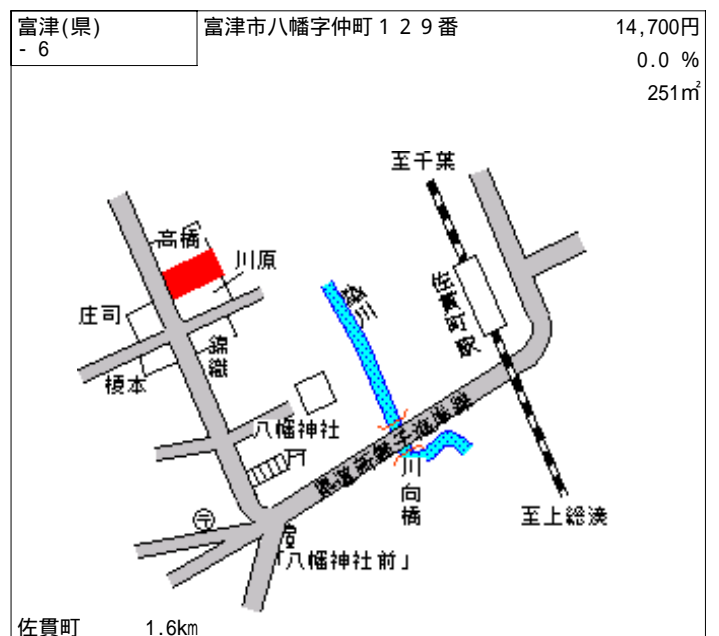 富津(県)
- 6
富津市八幡字仲町１２９番
14,700円
0.0 %
251㎡
至千葉
高橋
川原
庄司
佐貫町駅
錦織
榎本
八幡神社
川向橋
至上総湊
「八幡神社前」
佐貫町 1.6km